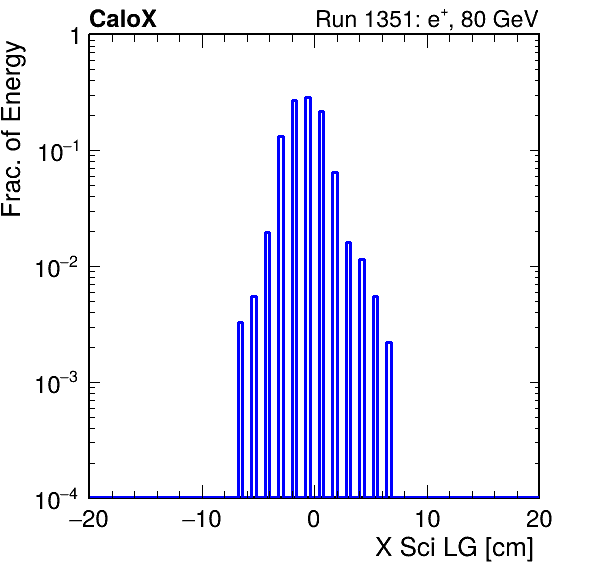 CaloX Run 1351: e⁺, 80 GeV
Frac. of Energy
1
10⁻¹
10⁻²
10⁻³
10⁻⁴
−20 −10 0 10 20
X Sci LG [cm]